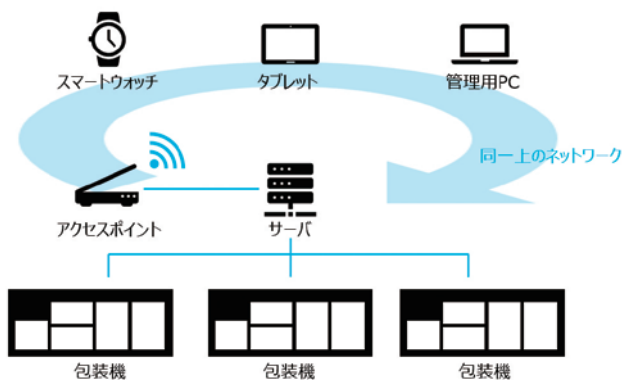 スマートウォッチ
タブレット
管理用PC
同一上のネットワーク
アクセスポイント
サーバ
包装機
包装機
包装機